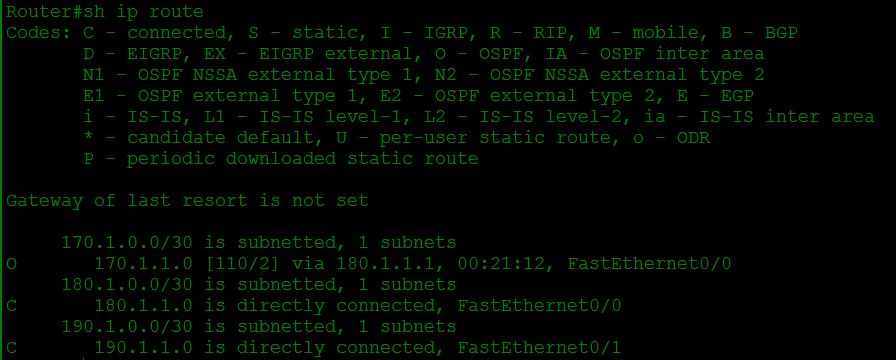 Router#sh ip route
Codes: C - connected, S - static, I - IGRP, R - RIP, M - mobile, B - BGP
D - EIGRP, EX - EIGRP external, O - OSPF, IA - OSPF inter area
N1 - OSPF NSSA external type 1, N2 - OSPF NSSA external type 2
E1 - OSPF external type 1, E2 - OSPF external type 2, E - EGP
i - IS-IS, L1 - IS-IS level-1, L2 - IS-IS level-2, ia - IS-IS inter area
* - candidate default, U - per-user static route, o - ODR
P - periodic downloaded static route
Gateway of last resort is not set
170.1.0.0/30 is subnetted, 1 subnets
O 170.1.1.0 [110/2] via 180.1.1.1, 00:21:12, FastEthernet0/0
180.1.0.0/30 is subnetted, 1 subnets
C 180.1.1.0 is directly connected, FastEthernet0/0
190.1.0.0/30 is subnetted, 1 subnets
C 190.1.1.0 is directly connected, FastEthernet0/1